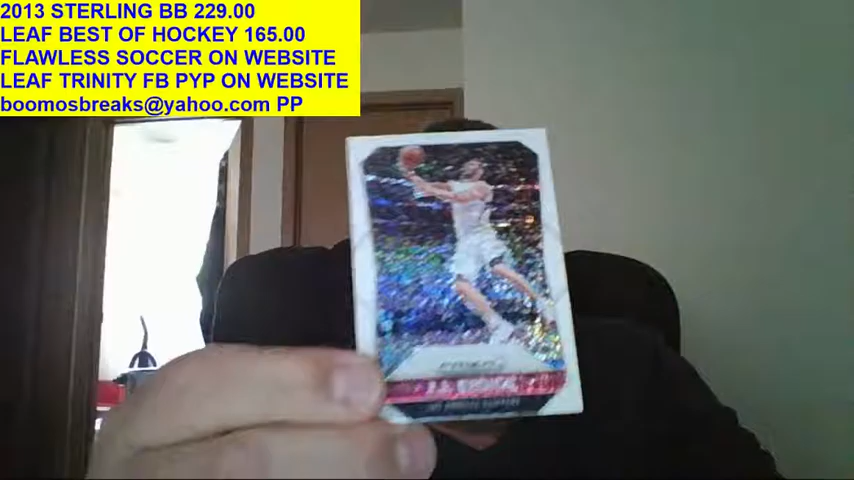 2013 STERLING BB 229.00
LEAF BEST OF HOCKEY 165.00
FLAWLESS SOCCER ON WEBSITE
LEAF TRINITY FB PYP ON WEBSITE
boomosbreaks@yahoo.com PP